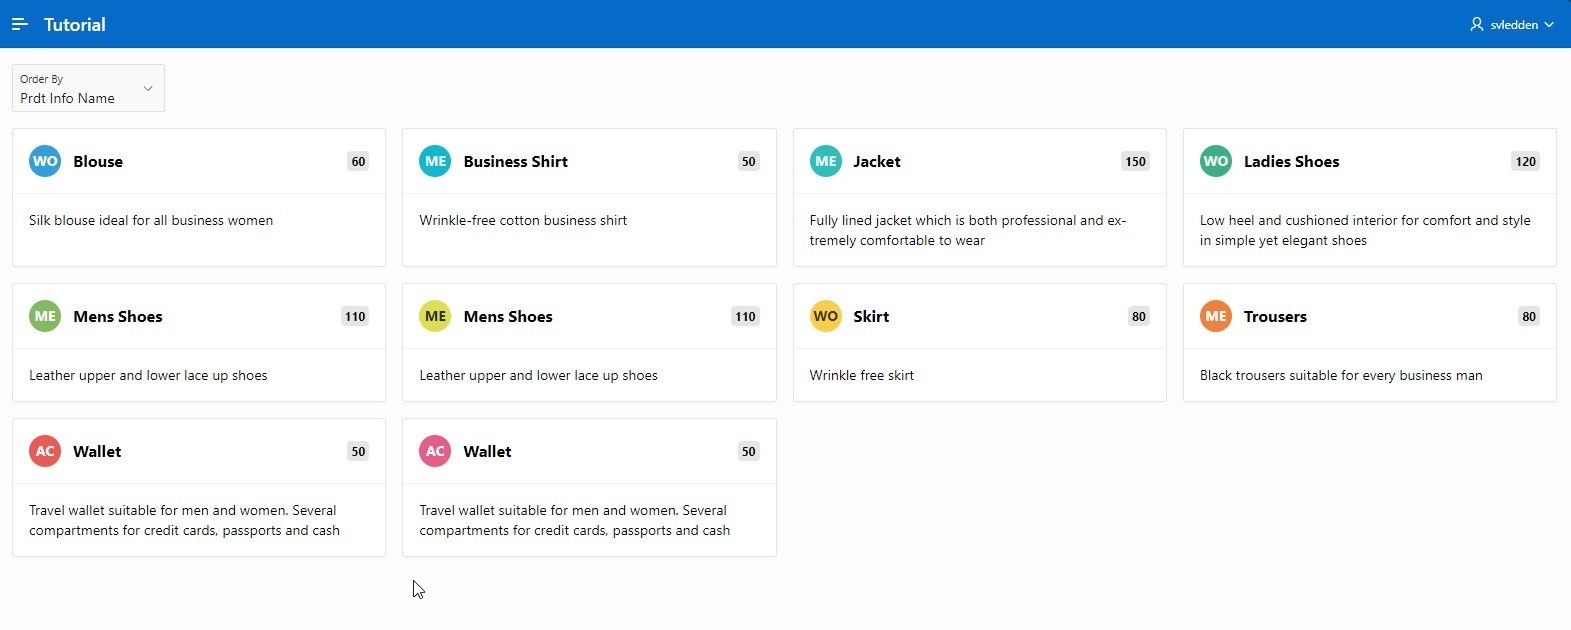 Tutorial
svledden
Order By
Prdt Info Name
WO Blouse 60
Silk blouse ideal for all business women
ME Business Shirt 50
Wrinkle-free cotton business shirt
ME Jacket 150
Fully lined jacket which is both professional and ex-
tremely comfortable to wear
WO Ladies Shoes 120
Low heel and cushioned interior for comfort and style
in simple yet elegant shoes
ME Mens Shoes 110
Leather upper and lower lace up shoes
ME Mens Shoes 110
Leather upper and lower lace up shoes
WO Skirt 80
Wrinkle free skirt
ME Trousers 80
Black trousers suitable for every business man
AC Wallet 50
Travel wallet suitable for men and women. Several
compartments for credit cards, passports and cash
AC Wallet 50
Travel wallet suitable for men and women. Several
compartments for credit cards, passports and cash